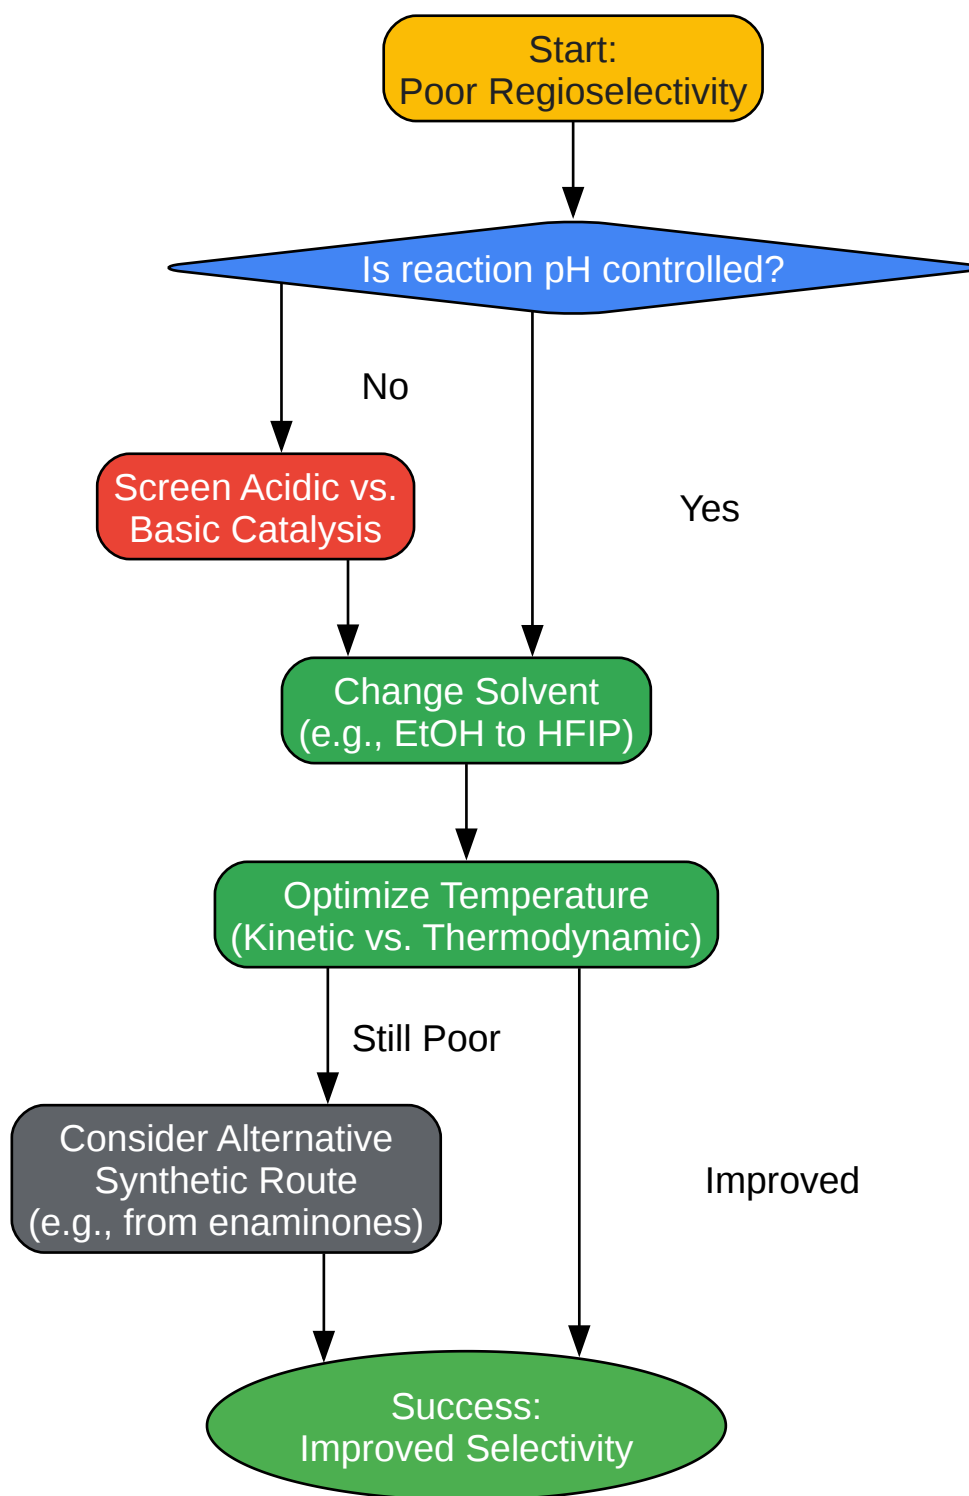 Start:
Poor Regioselectivity
Is reaction pH controlled?
No
Screen Acidic vs.
Basic Catalysis
Yes
Change Solvent
(e.g., EtOH to HFIP)
Optimize Temperature
(Kinetic vs. Thermodynamic)
Still Poor
Consider Alternative
Synthetic Route
(e.g., from enaminones)
Improved
Success:
Improved Selectivity